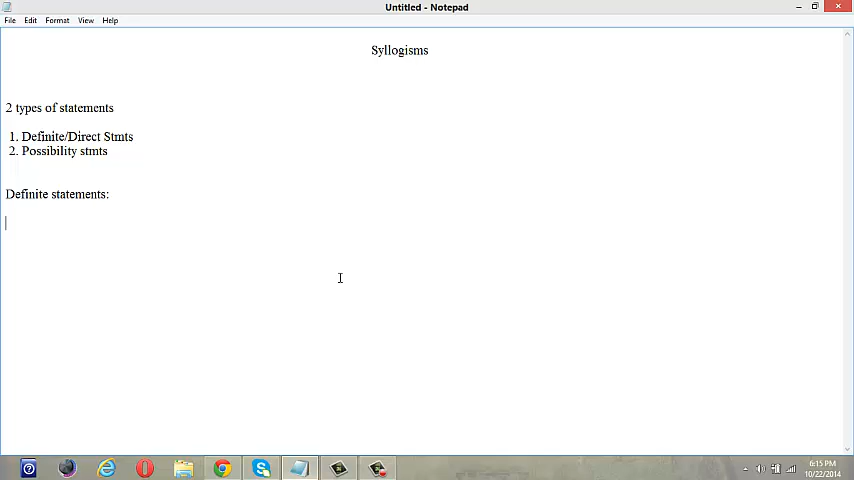 Untitled - Notepad
File Edit Format View Help
Syllogisms
2 types of statements
1. Definite/Direct Stmts
2. Possibility stmts
Definite statements:
6:15 PM
10/22/2014